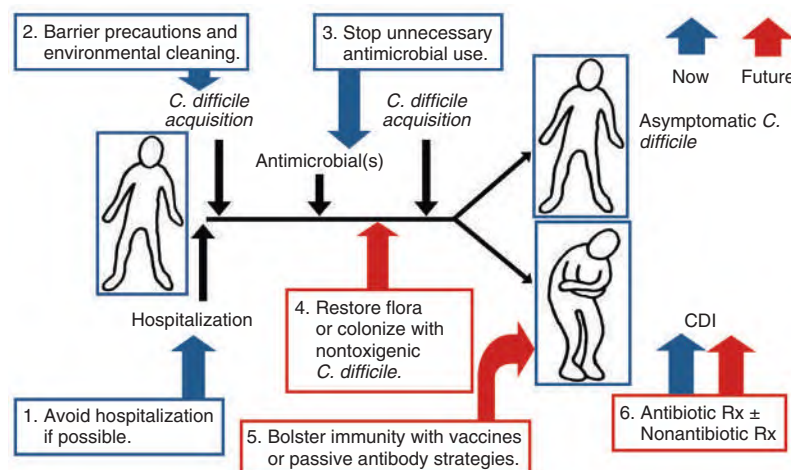 2. Barrier precautions and
environmental cleaning.
3. Stop unnecessary
antimicrobial use.
Now
Future
C. difficile
acquisition
C. difficile
acquisition
Asymptomatic C.
difficile
Antimicrobial(s)
Hospitalization
4. Restore flora
or colonize with
nontoxigenic
C. difficile.
CDI
1. Avoid hospitalization
if possible.
5. Bolster immunity with vaccines
or passive antibody strategies.
6. Antibiotic Rx ±
Nonantibiotic Rx